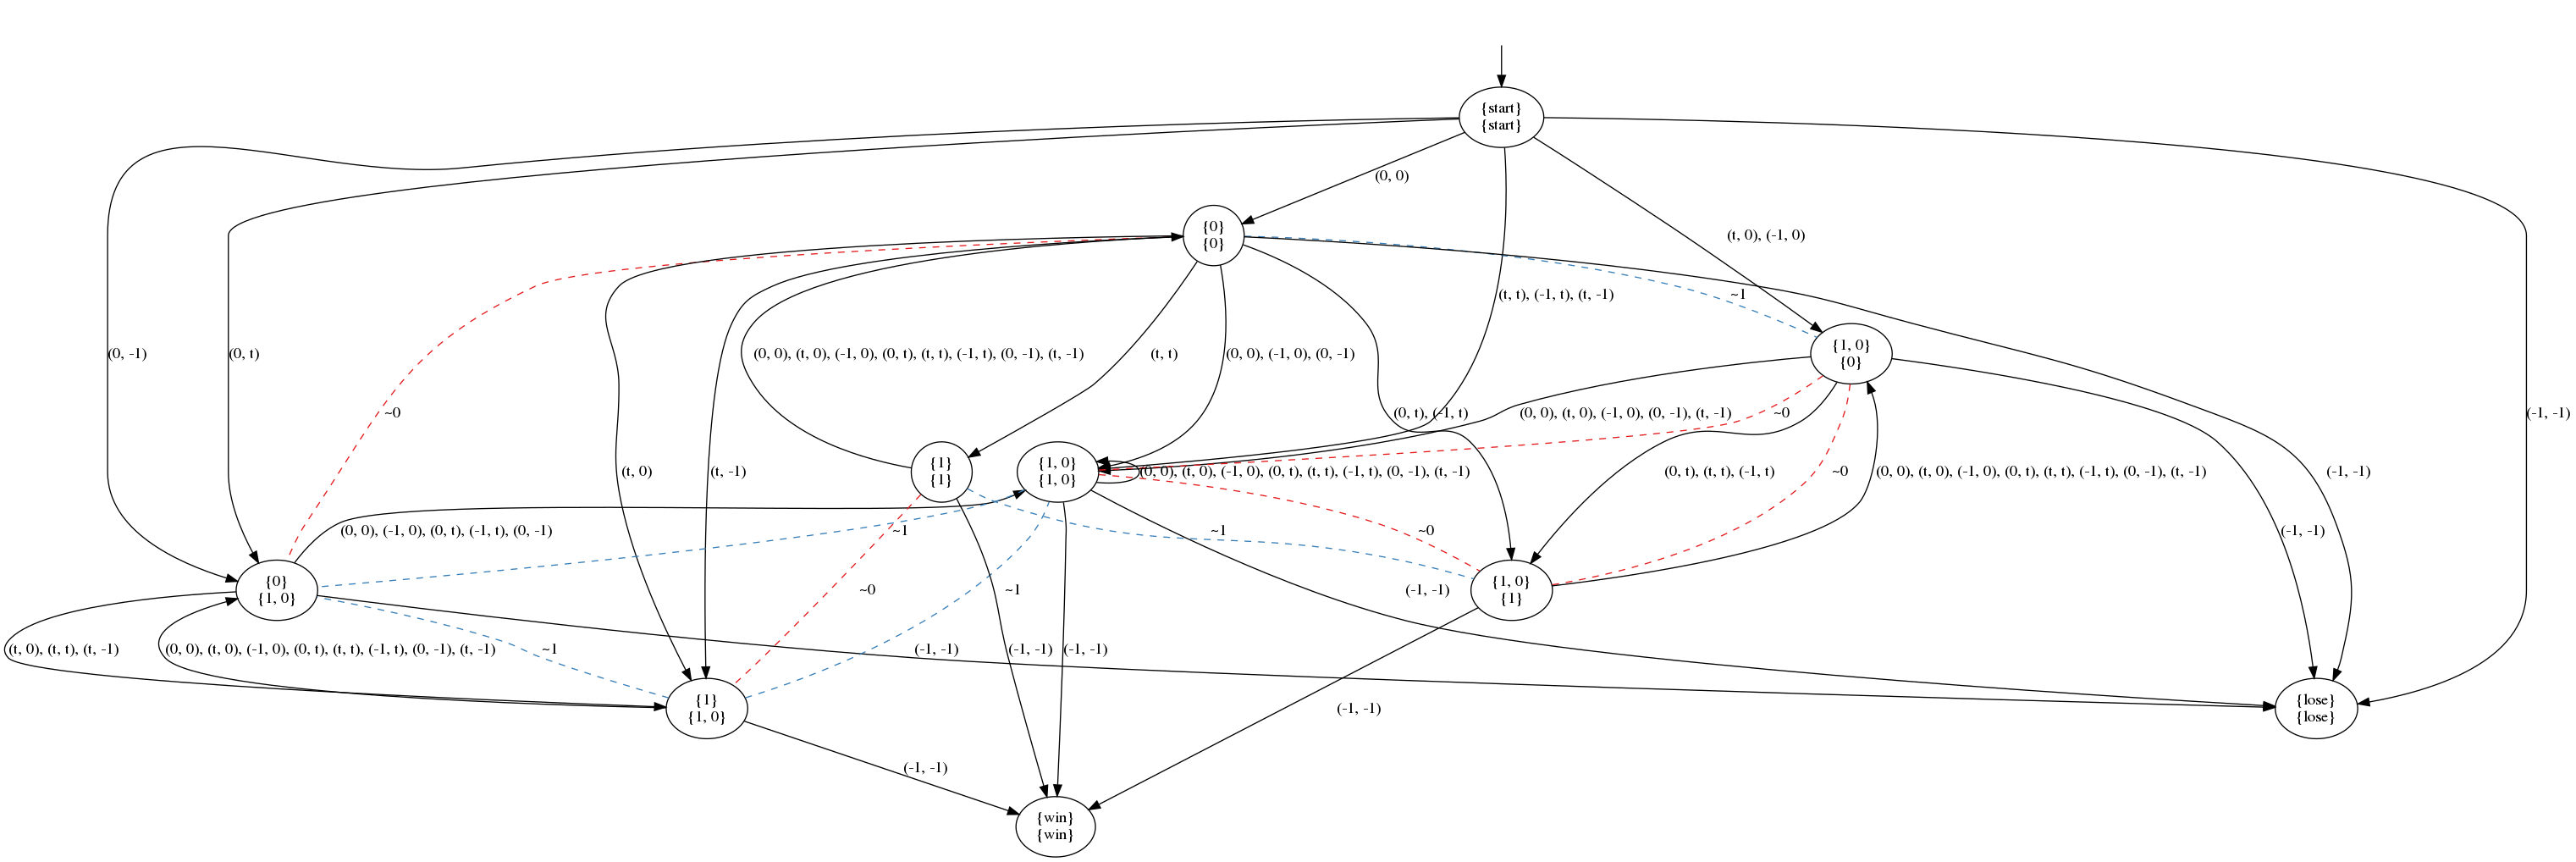 {start}
{start}
(0, 0)
{0}
{0}
(t, 0), (-1, 0)
~1
(t, t), (-1, t), (t, -1)
(0, -1)
(0, t)
(0, 0), (t, 0), (-1, 0), (0, t), (t, t), (-1, t), (0, -1), (t, -1)
(t, t)
(0, 0), (-1, 0), (0, -1)
{1, 0}
{0}
~0
(0, t), (-1, t)
(0, 0), (t, 0), (-1, 0), (0, -1), (t, -1)
~0
(-1, -1)
(t, 0)
(t, -1)
{1}
{1}
{1, 0}
{1, 0}
(0, 0), (t, 0), (-1, 0), (0, t), (t, t), (-1, t), (0, -1), (t, -1)
(0, t), (t, t), (-1, t)
~0
(0, 0), (t, 0), (-1, 0), (0, t), (t, t), (-1, t), (0, -1), (t, -1)
(-1, -1)
(0, 0), (-1, 0), (0, t), (-1, t), (0, -1)
~1
~1
~0
(-1, -1)
{0}
{1, 0}
~0
~1
(-1, -1)
{1, 0}
{1}
(t, 0), (t, t), (t, -1)
(0, 0), (t, 0), (-1, 0), (0, t), (t, t), (-1, t), (0, -1), (t, -1)
~1
(-1, -1)
(-1, -1)
(-1, -1)
{1}
{1, 0}
(-1, -1)
{lose}
{lose}
(-1, -1)
{win}
{win}